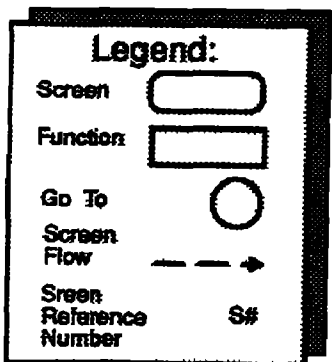 Legend:
Screen
Function
Go To
Screen
Flow
Sreen
Reference S#
Number